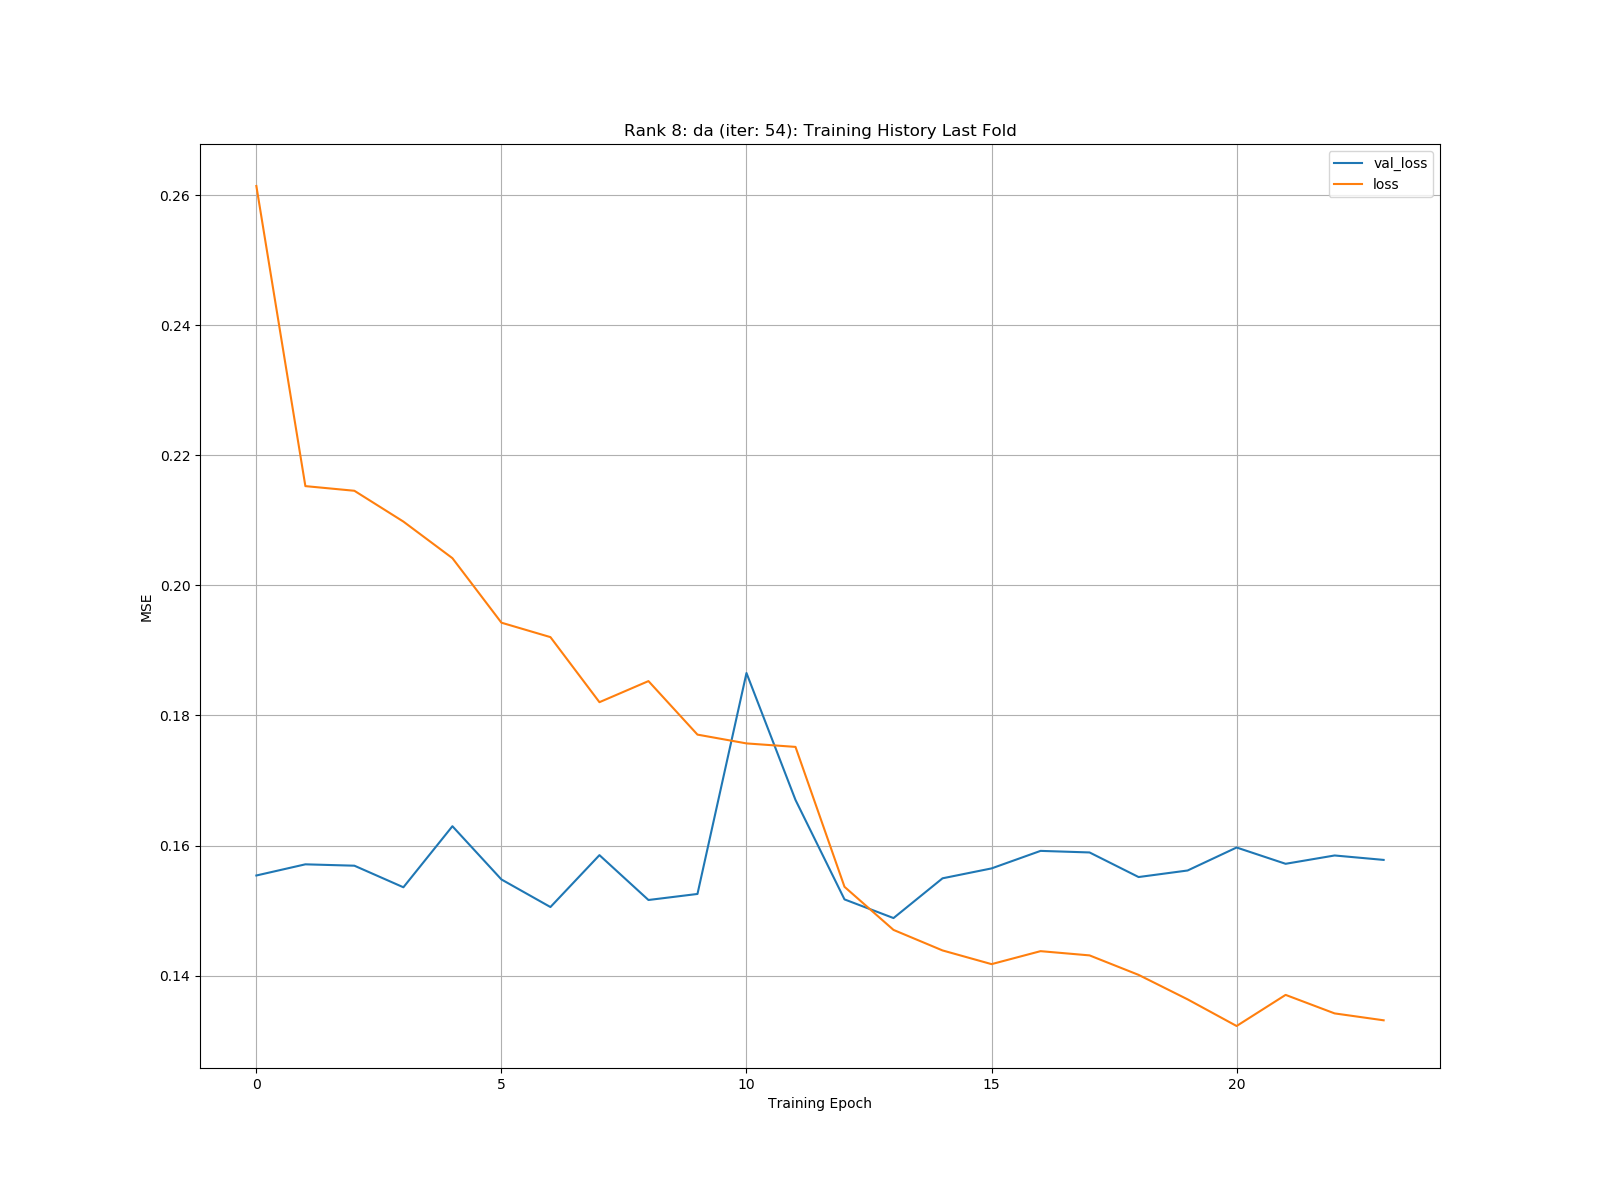 Rank 8: da (iter: 54): Training History Last Fold
val_loss
loss
0.26
0.24
0.22
0.20
0.18
0.16
0.14
MSE
0 5 10 15 20
Training Epoch